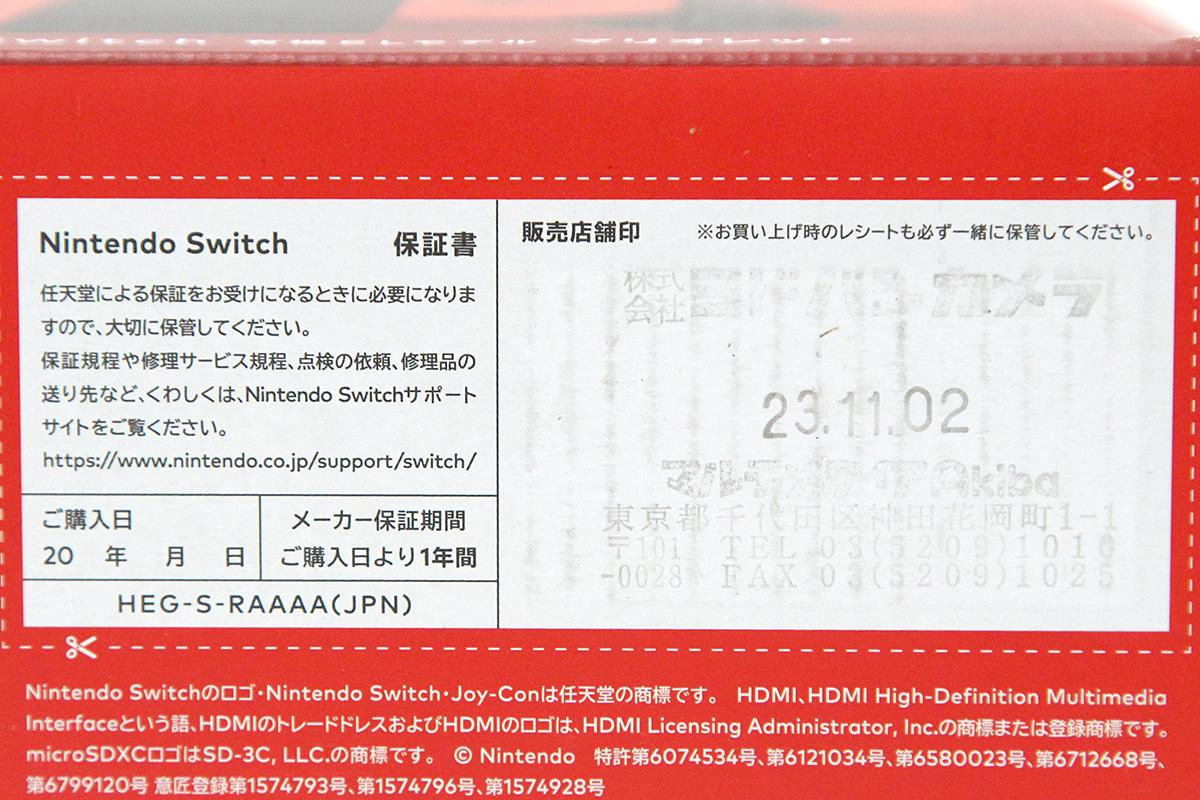 Nintendo Switch 保証書
任天堂による保証をお受けになるときに必要になりま
すので、大切に保管してください。
保証規程や修理サービス規程、点検の依頼、修理品の
送り先など、くわしくは、Nintendo Switchサポート
サイトをご覧ください。
https://www.nintendo.co.jp/support/switch/
ご購入日
20 年 月 日
メーカー保証期間
ご購入日より1年間
HEG-S-RAAAA(JPN)
販売店舗印 ※お買い上げ時のレシートも必ず一緒に保管してください。
株式会社ヨドバシカメラ
23.11.02
マルチメディアAkiba
東京都千代田区神田花岡町1-1
〒101 TEL 03(5209)1010
-0028 FAX 03(5209)1025
Nintendo Switchのロゴ・Nintendo Switch・Joy-Conは任天堂の商標です。 HDMI、HDMI High-Definition Multimedia
Interfaceという語、HDMIのトレードドレスおよびHDMIのロゴは、HDMI Licensing Administrator, Inc.の商標または登録商標です。
microSDXCロゴはSD-3C, LLC.の商標です。 © Nintendo 特許第6074534号、第6121034号、第6580023号、第6712668号、
第6799120号 意匠登録第1574793号、第1574796号、第1574928号